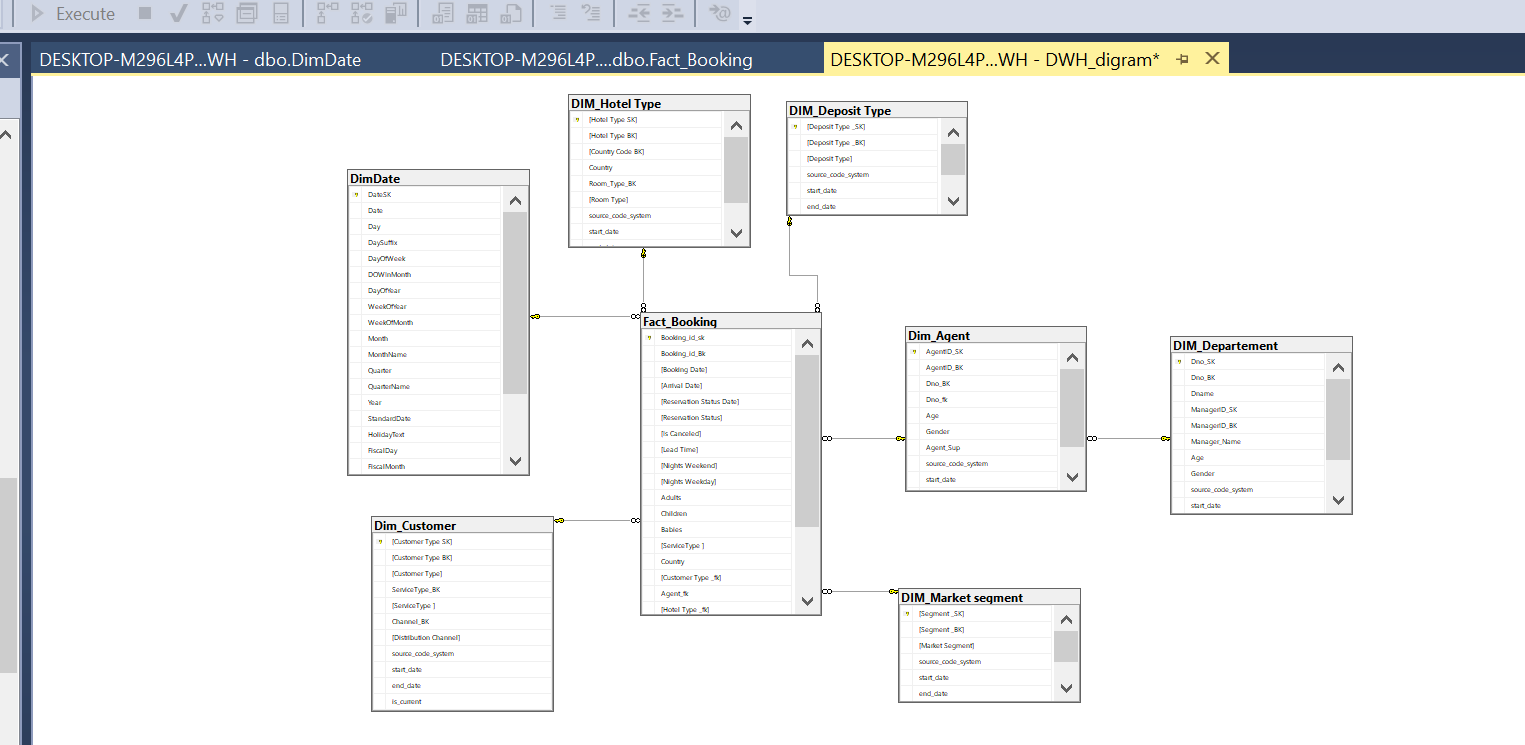 Execute
DESKTOP-M296L4P...WH - dbo.DimDate
DESKTOP-M296L4P....dbo.Fact_Booking
DESKTOP-M296L4P...WH - DWH_digram*
DIM_Hotel Type
[Hotel Type SK]
[Hotel Type BK]
[Country Code BK]
Country
Room_Type_BK
[Room Type]
source_code_system
start_date
DIM_Deposit Type
[Deposit Type _SK]
[Deposit Type _BK]
[Deposit Type]
source_code_system
start_date
end_date
DimDate
DateSK
Date
Day
DaySuffix
DayOfWeek
DOWInMonth
DayOfYear
WeekOfYear
WeekOfMonth
Month
MonthName
Quarter
QuarterName
Year
StandardDate
HolidayText
FiscalDay
FiscalMonth
Fact_Booking
Booking_id_sk
Booking_id_Bk
[Booking Date]
[Arrival Date]
[Reservation Status Date]
[Reservation Status]
[Is Canceled]
[Lead Time]
[Nights Weekend]
[Nights Weekday]
Adults
Children
Babies
[ServiceType ]
Country
[Customer Type _fk]
Agent_fk
[Hotel Type _fk]
Dim_Agent
AgentID_SK
AgentID_BK
Dno_BK
Dno_fk
Age
Gender
Agent_Sup
source_code_system
start_date
DIM_Departement
Dno_SK
Dno_BK
Dname
ManagerID_SK
ManagerID_BK
Manager_Name
Age
Gender
source_code_system
start_date
Dim_Customer
[Customer Type SK]
[Customer Type BK]
[Customer Type]
ServiceType_BK
[ServiceType ]
Channel_BK
[Distribution Channel]
source_code_system
start_date
end_date
is_current
DIM_Market segment
[Segment _SK]
[Segment _BK]
[Market Segment]
source_code_system
start_date
end_date